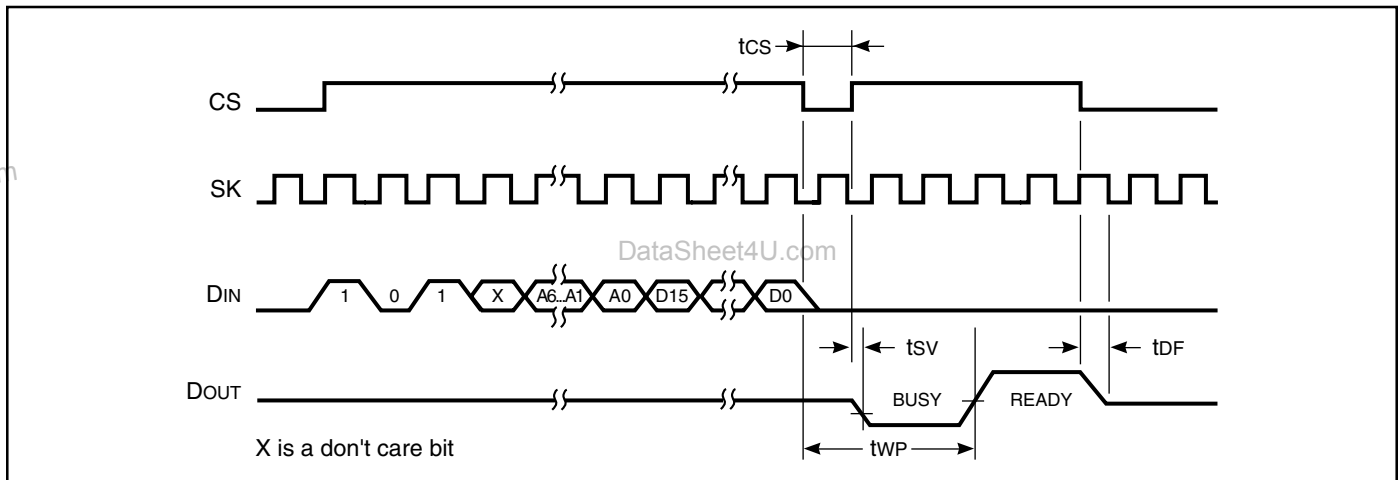 tCS
CS
m
SK
DataSheet4U.com
DIN 1 0 1 X A6...A1 A0 D15 D0
tSV tDF
DOUT BUSY READY
X is a don't care bit tWP